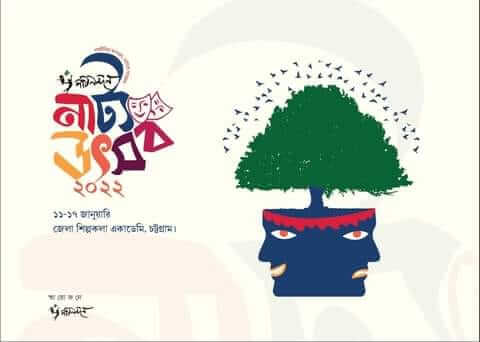 নাট্য
উৎসব
২০২২
১১-১৭ জানুয়ারি
জেলা শিল্পকলা একাডেমি, চট্টগ্রাম।
আ য়ো জ নে